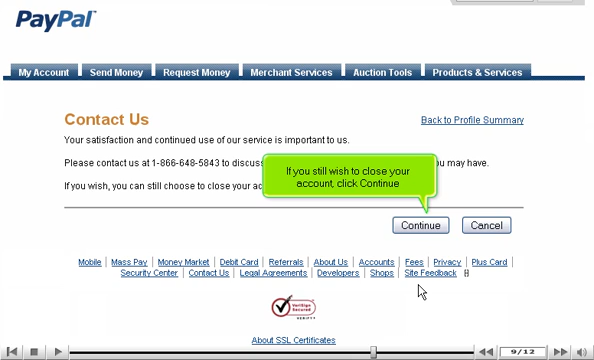 PayPal
My Account Send Money Request Money Merchant Services Auction Tools Products & Services
Contact Us
Back to Profile Summary
Your satisfaction and continued use of our service is important to us.
Please contact us at 1-866-648-5843 to discuss you may have.
If you wish, you can still choose to close your
If you still wish to close your
account, click Continue
Continue Cancel
Mobile | Mass Pay | Money Market | Debit Card | Referrals | About Us | Accounts | Fees | Privacy | Plus Card |
Security Center | Contact Us | Legal Agreements | Developers | Shops | Site Feedback
VeriSign
Secured
VERIFY
About SSL Certificates
9/12